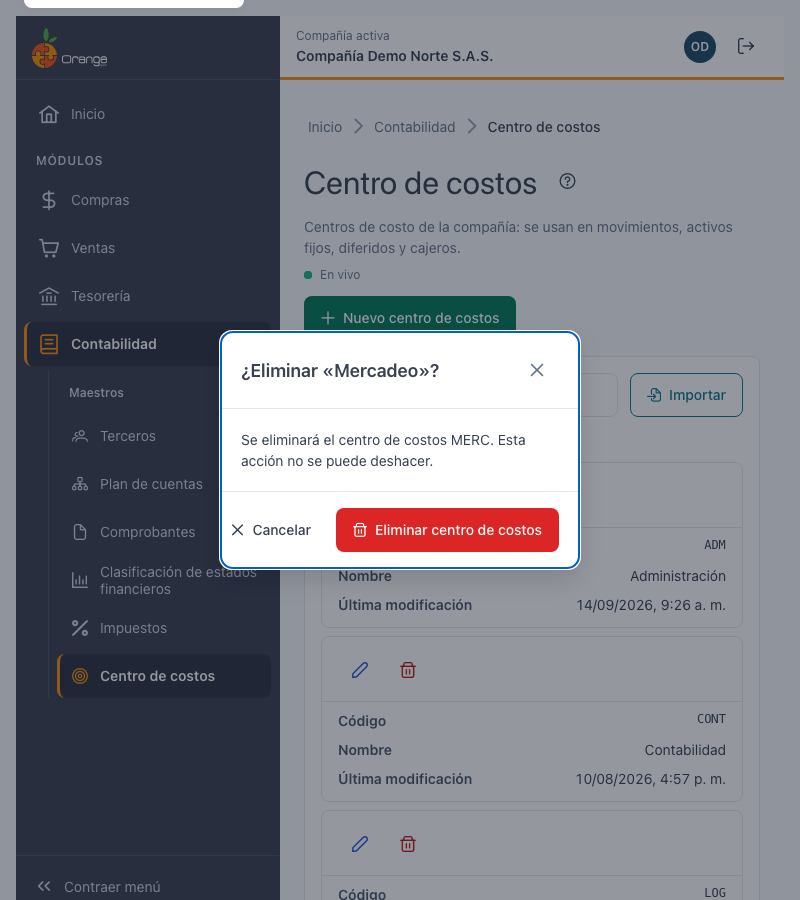 Orange
Compañía activa
Compañía Demo Norte S.A.S.
OD
Inicio
MÓDULOS
Compras
Ventas
Tesorería
Contabilidad
Maestros
Terceros
Plan de cuentas
Comprobantes
Clasificación de estados
financieros
Impuestos
Centro de costos
Contraer menú
Inicio
Contabilidad
Centro de costos
Centro de costos
Centros de costo de la compañía: se usan en movimientos, activos
fijos, diferidos y cajeros.
En vivo
Nuevo centro de costos
Importar
¿Eliminar «Mercadeo»?
Se eliminará el centro de costos MERC. Esta
acción no se puede deshacer.
Cancelar
Eliminar centro de costos
ADM
Nombre Administración
Última modificación 14/09/2026, 9:26 a. m.
Código CONT
Nombre Contabilidad
Última modificación 10/08/2026, 4:57 p. m.
Código LOG